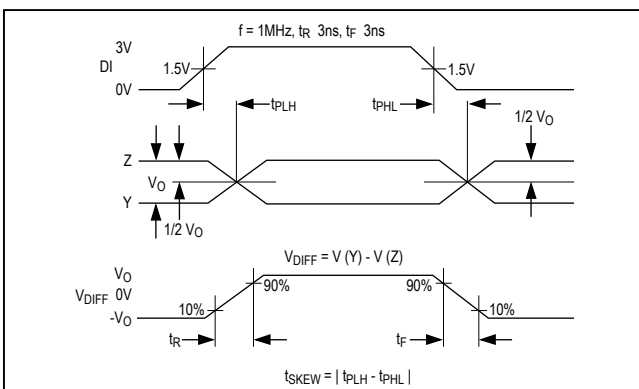 f = 1MHz, tR 3ns, tF 3ns
3V
DI
1.5V
1.5V
0V
tPLH
tPHL
1/2 VO
Z
VO
Y
1/2 VO
VDIFF = V (Y) - V (Z)
VO
90%
90%
VDIFF 0V
10%
10%
-VO
tR
tF
tSKEW = | tPLH - tPHL |